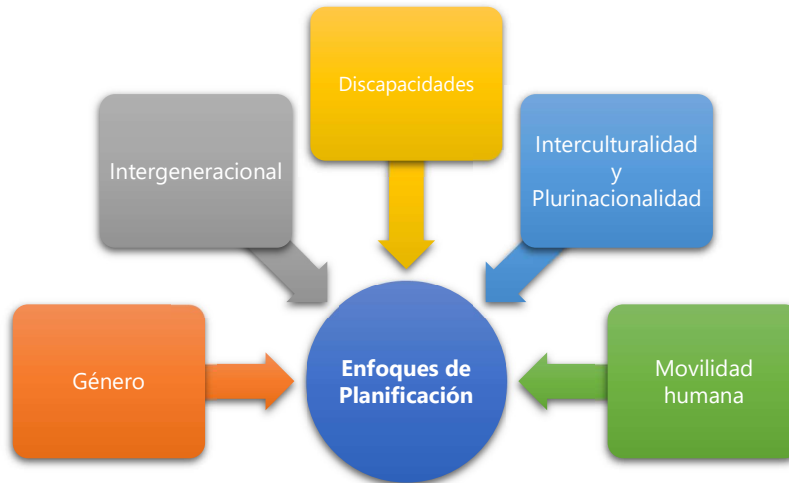 Discapacidades
Intergeneracional
Interculturalidad
y
Plurinacionalidad
Género
Enfoques de
Planificación
Movilidad
humana